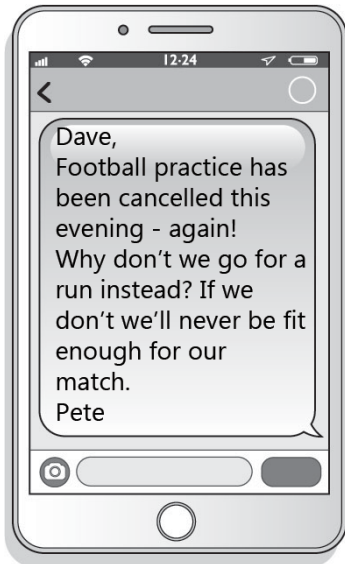 12-24
Dave,
Football practice has
been cancelled this
evening - again!
Why don't we go for a
run instead? If we
don't we'll never be fit
enough for our
match.
Pete